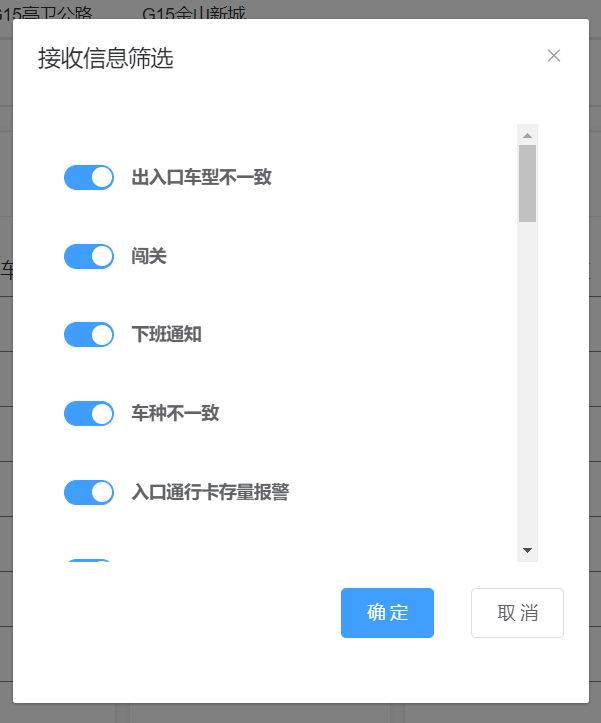 G15高卫公路 G15金山新城
接收信息筛选
出入口车型不一致
闯关
下班通知
车
车种不一致
入口通行卡存量报警
确定 取消